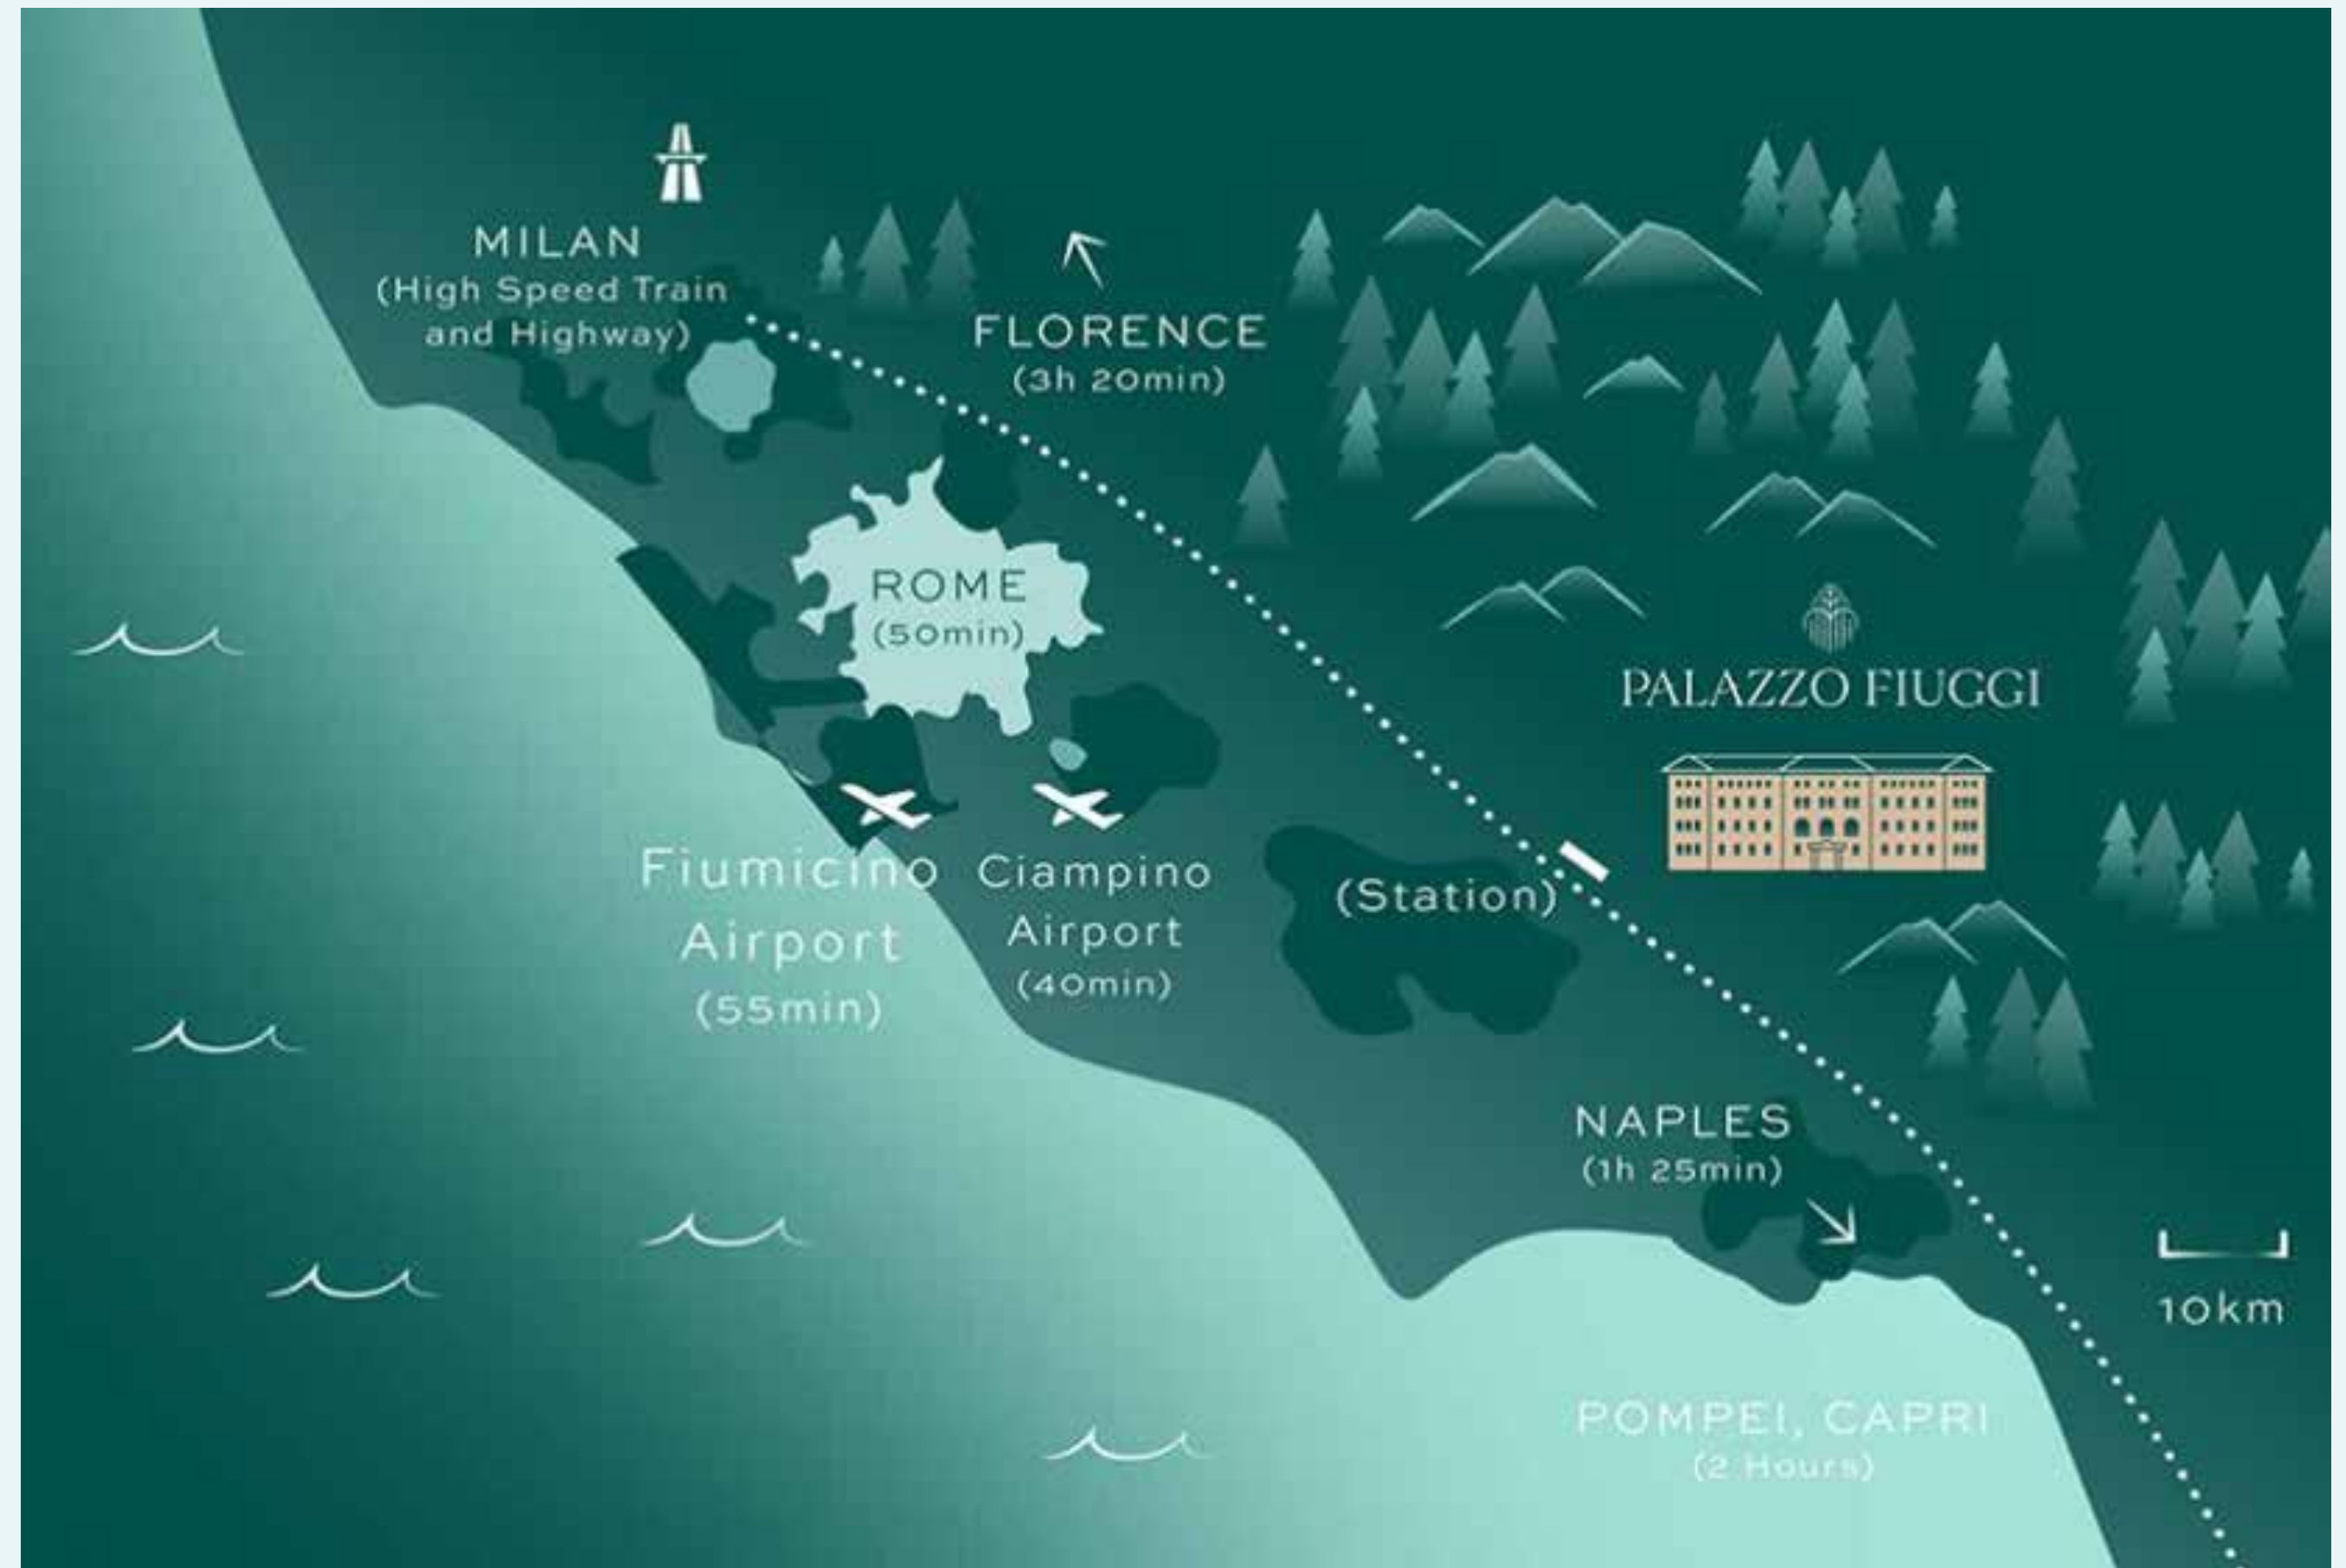 MILAN
(High Speed Train
and Highway)
FLORENCE
(3h 20min)
ROME
(50min)
PALAZZO FIUGGI
Fiumicino
Airport
(55min)
Ciampino
Airport
(40min)
(Station)
NAPLES
(1h 25min)
10km
POMPEI, CAPRI
(2 Hours)